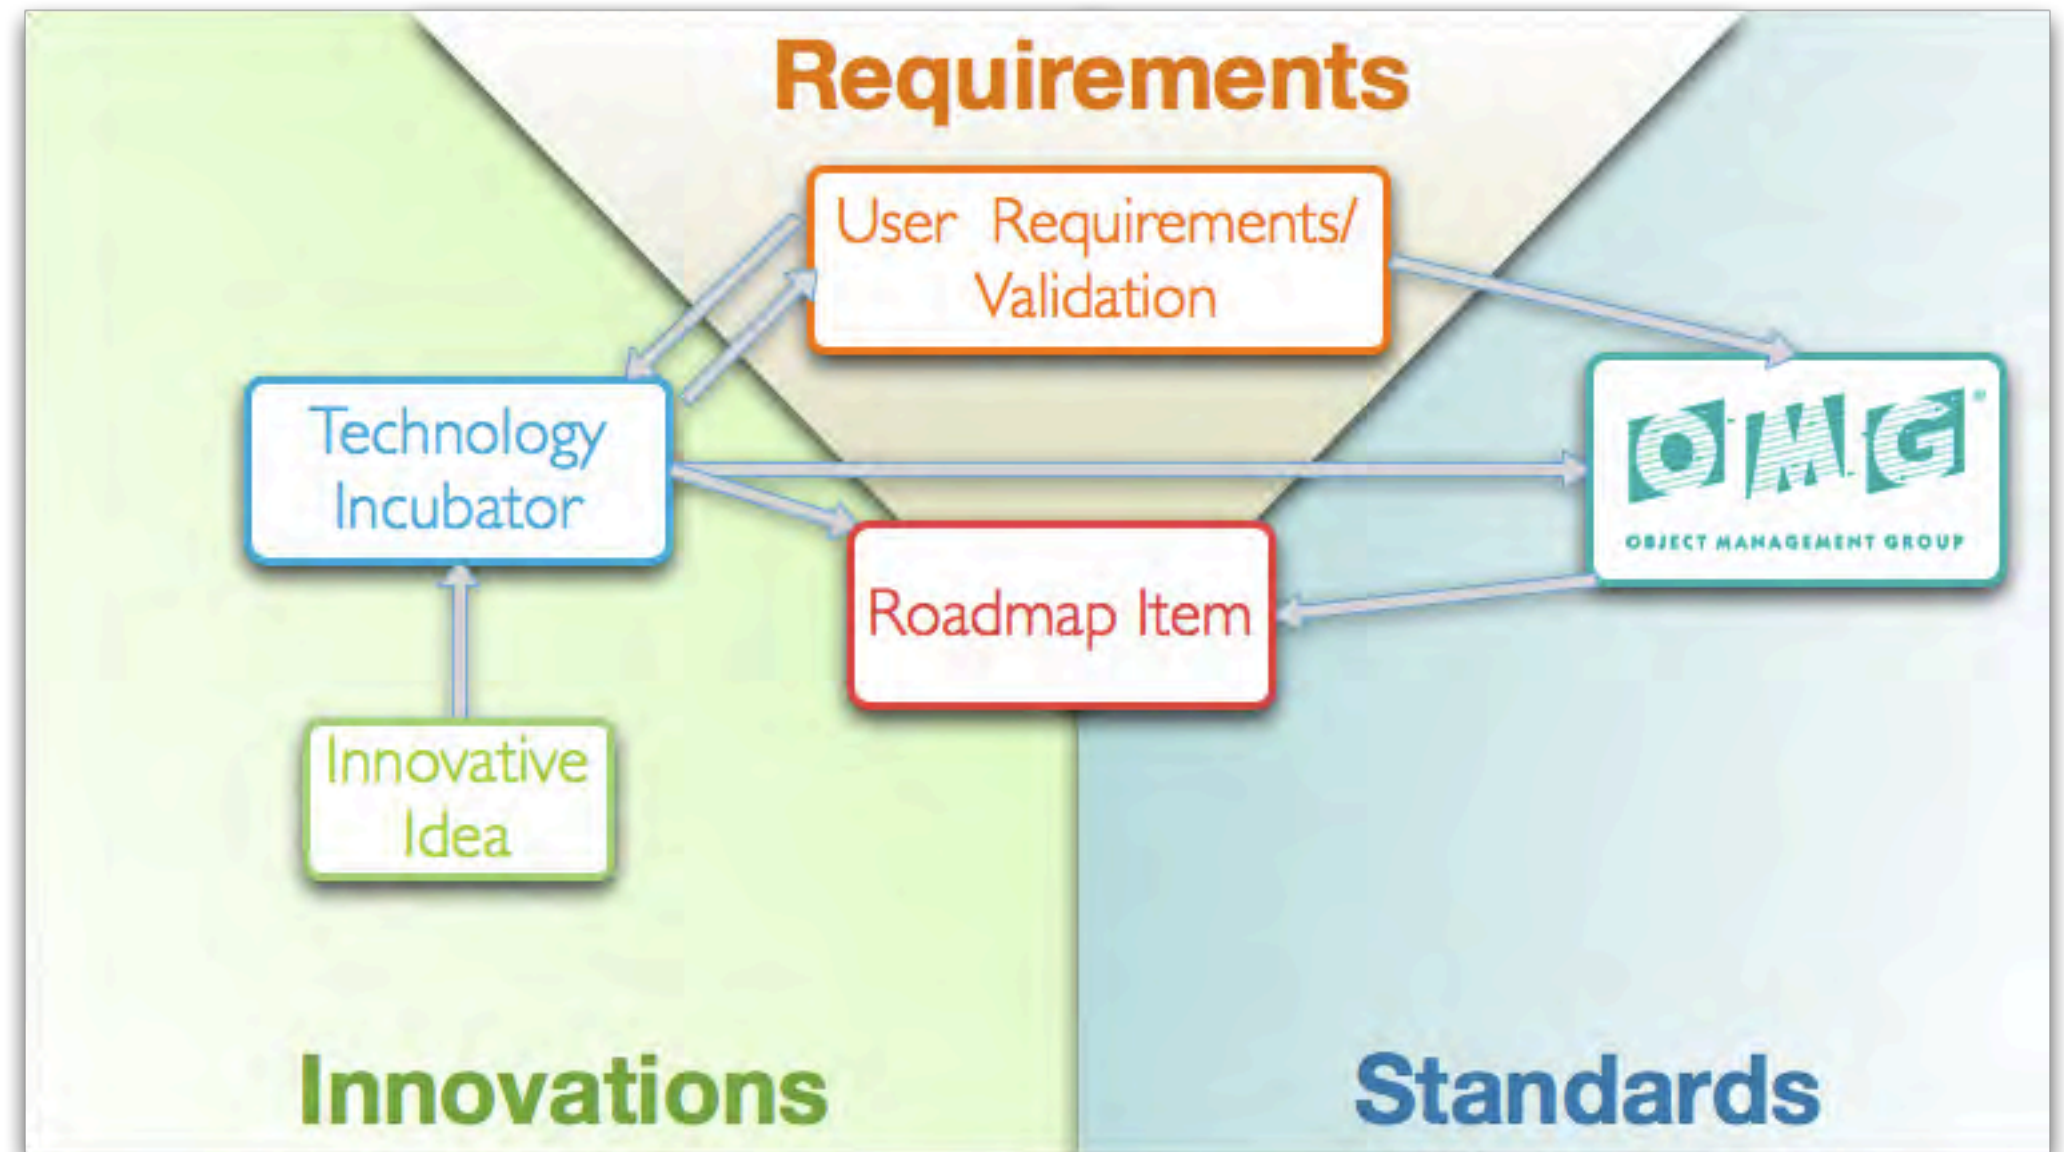 Requirements
User Requirements/
Validation
Technology
Incubator
OMG®
OBJECT MANAGEMENT GROUP
Roadmap Item
Innovative
Idea
Innovations
Standards